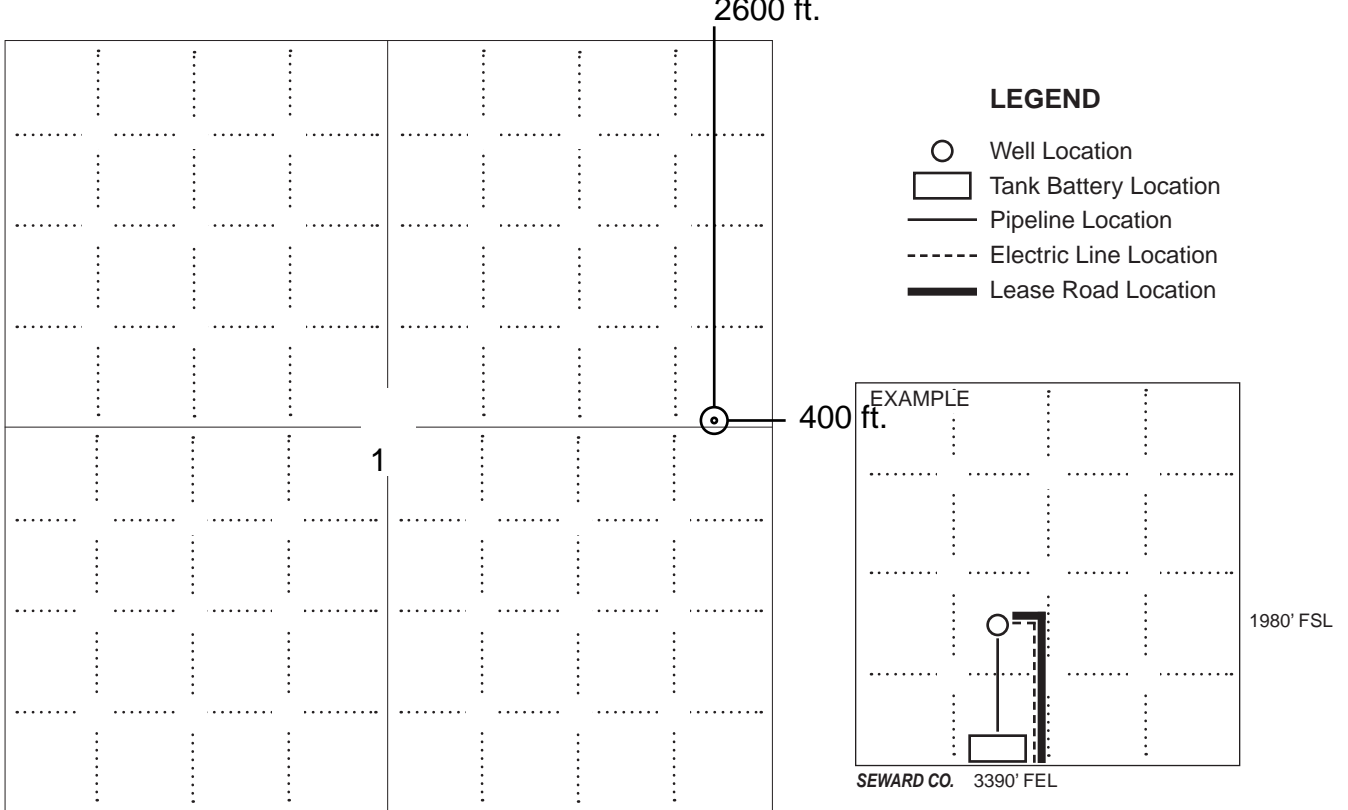 2600 ft.
LEGEND
Well Location
Tank Battery Location
Pipeline Location
Electric Line Location
Lease Road Location
400 ft.
1
EXAMPLE
1980' FSL
SEWARD CO. 3390' FEL